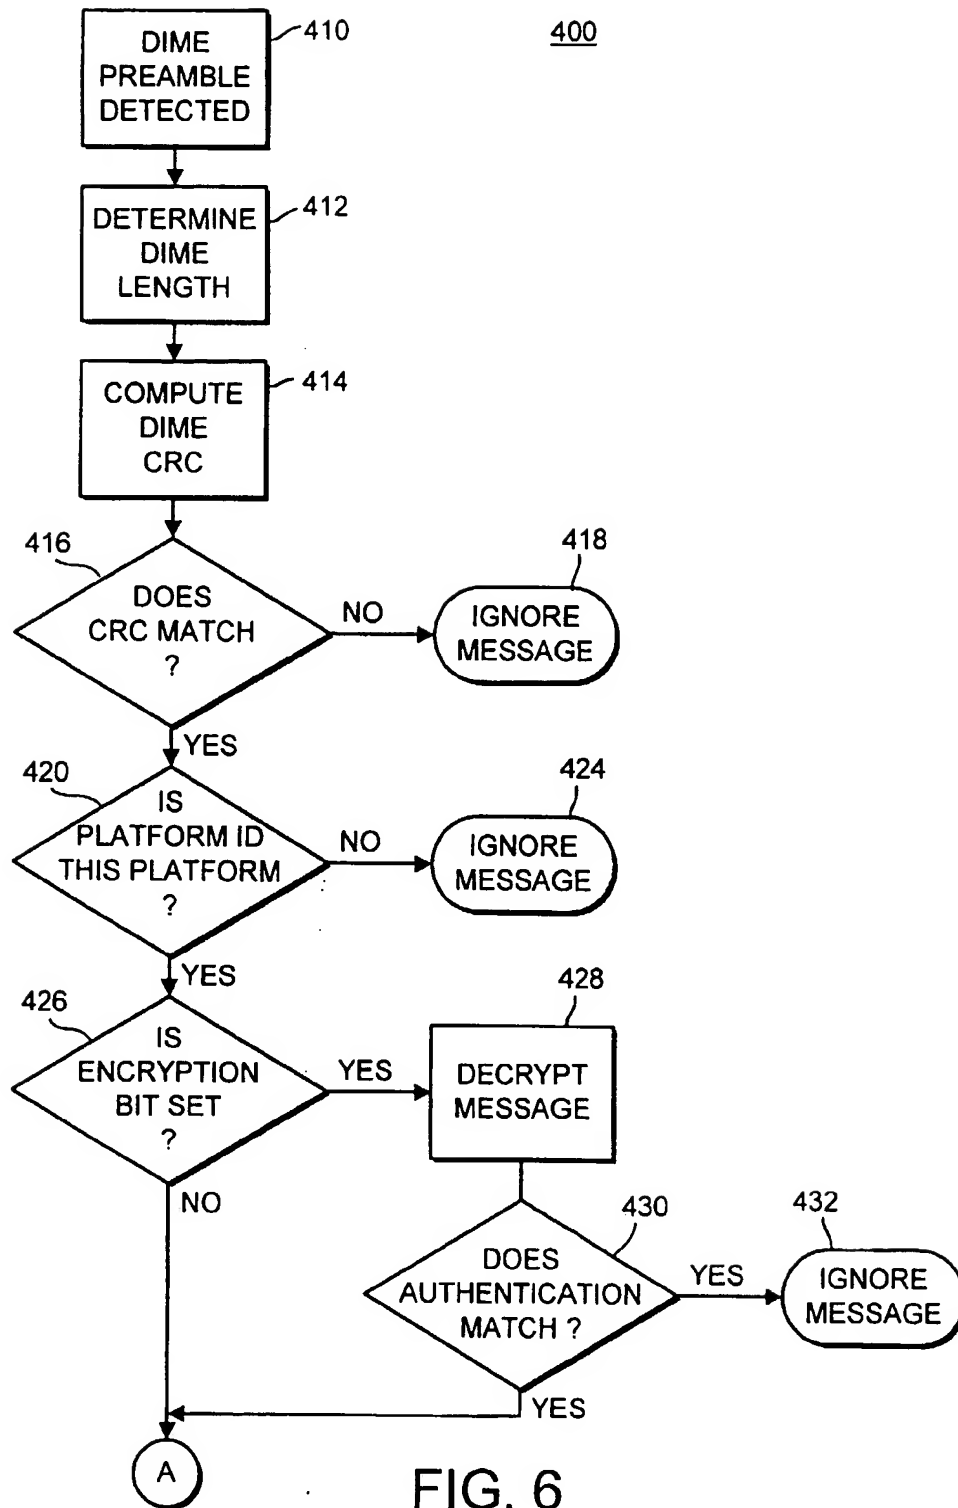 410
400
DIME
PREAMBLE
DETECTED
412
DETERMINE
DIME
LENGTH
414
COMPUTE
DIME
CRC
416
DOES
CRC MATCH
?
NO
418
IGNORE
MESSAGE
YES
420
IS
PLATFORM ID
THIS PLATFORM
?
NO
424
IGNORE
MESSAGE
YES
426
IS
ENCRYPTION
BIT SET
?
YES
428
DECRYPT
MESSAGE
NO
430
DOES
AUTHENTICATION
MATCH ?
YES
432
IGNORE
MESSAGE
YES
A
FIG. 6